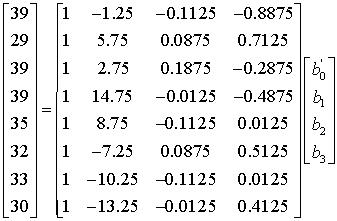 39 1 −1.25 −0.1125 −0.8875
29 1 5.75 0.0875 0.7125
39 1 2.75 0.1875 −0.2875 b₀′
39 1 14.75 −0.0125 −0.4875 b₁
35 = 1 8.75 −0.1125 0.0125 b₂
32 1 −7.25 0.0875 0.5125 b₃
33 1 −10.25 −0.1125 0.0125
30 1 −13.25 −0.0125 0.4125